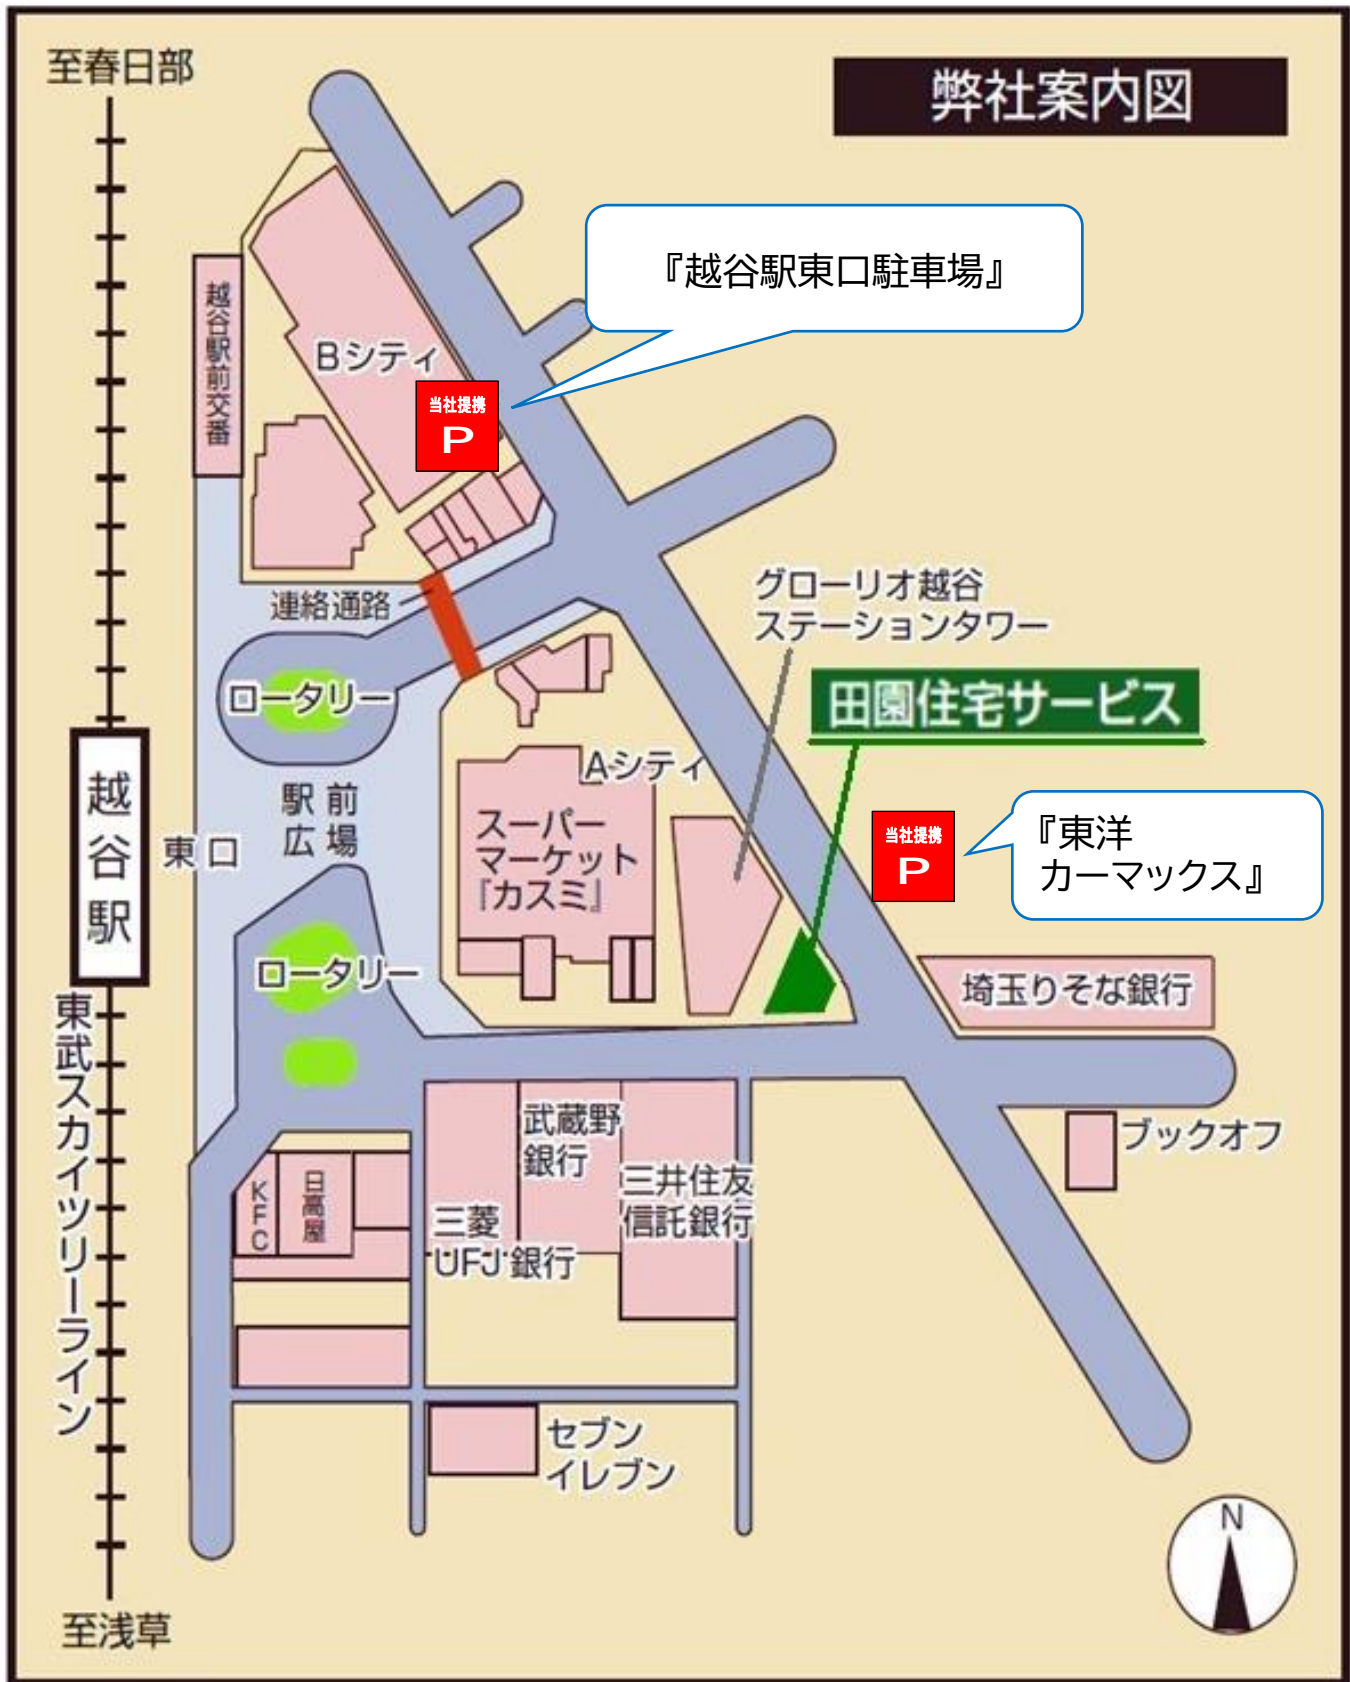 至春日部
弊社案内図
『越谷駅東口駐車場』
越谷駅前交番
Bシティ
当社提携
P
連絡通路
グローリオ越谷
ステーションタワー
ロータリー
田園住宅サービス
越谷駅
東口
駅前
広場
Aシティ
スーパー
マーケット
『カスミ』
当社提携
P
『東洋
カーマックス』
ロータリー
埼玉りそな銀行
東武スカイツリーライン
武蔵野
銀行
ブックオフ
KFC
日高屋
三井住友
信託銀行
三菱
UFJ銀行
セブン
イレブン
N
至浅草